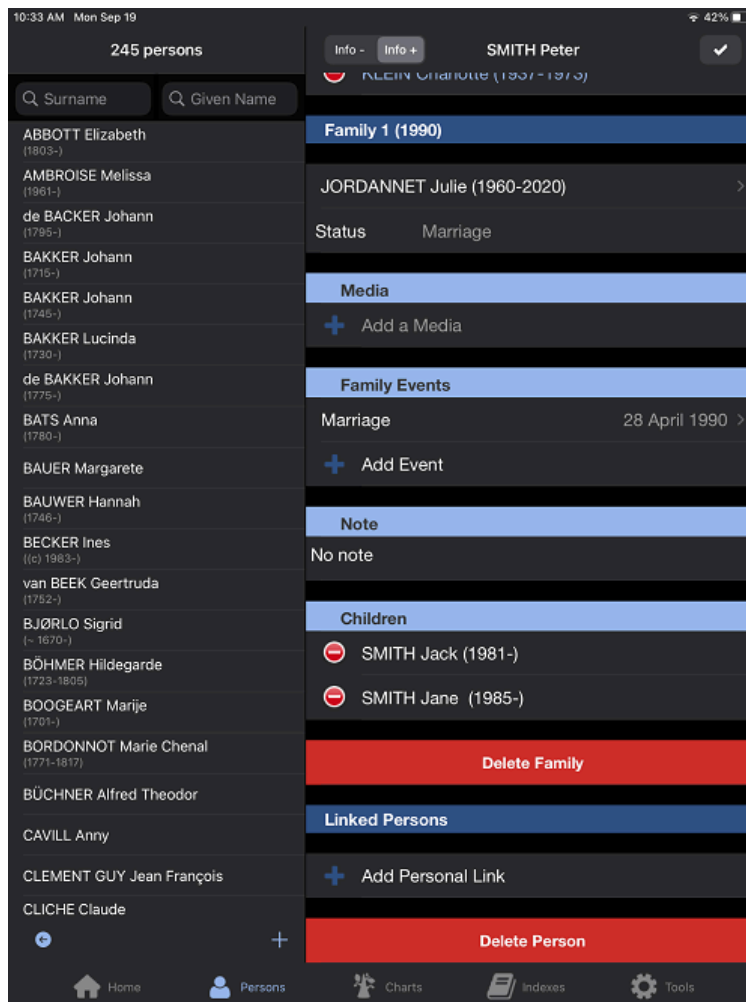 10:33 AM Mon Sep 19
42%
245 persons
Surname
Given Name
ABBOTT Elizabeth
(1803-)
AMBROISE Melissa
(1961-)
de BACKER Johann
(1795-)
BAKKER Johann
(1715-)
BAKKER Johann
(1745-)
BAKKER Lucinda
(1730-)
de BAKKER Johann
(1775-)
BATS Anna
(1780-)
BAUER Margarete
BAUWER Hannah
(1746-)
BECKER Ines
((c) 1983-)
van BEEK Geertruda
(1752-)
BJØRLO Sigrid
(~ 1670-)
BÖHMER Hildegarde
(1723-1805)
BOOGEART Marije
(1701-)
BORDONNOT Marie Chenal
(1771-1817)
BÜCHNER Alfred Theodor
CAVILL Anny
CLEMENT GUY Jean François
CLICHE Claude
Info - Info + SMITH Peter
KLEIN Charlotte (1937-1973)
Family 1 (1990)
JORDANNET Julie (1960-2020)
Status Marriage
Media
Add a Media
Family Events
Marriage 28 April 1990
Add Event
Note
No note
Children
SMITH Jack (1981-)
SMITH Jane (1985-)
Delete Family
Linked Persons
Add Personal Link
Delete Person
Home Persons Charts Indexes Tools